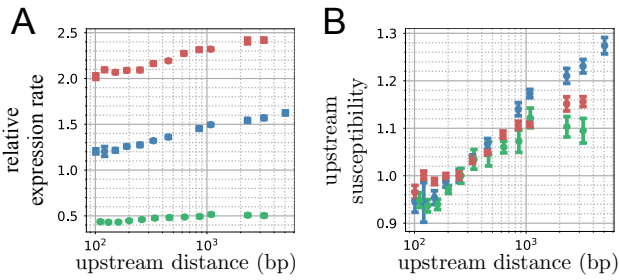 A
B
relative
expression rate
2.5
2.0
1.5
1.0
0.5
10²
10³
upstream distance (bp)
upstream
susceptibility
1.3
1.2
1.1
1.0
0.9
10²
10³
upstream distance (bp)